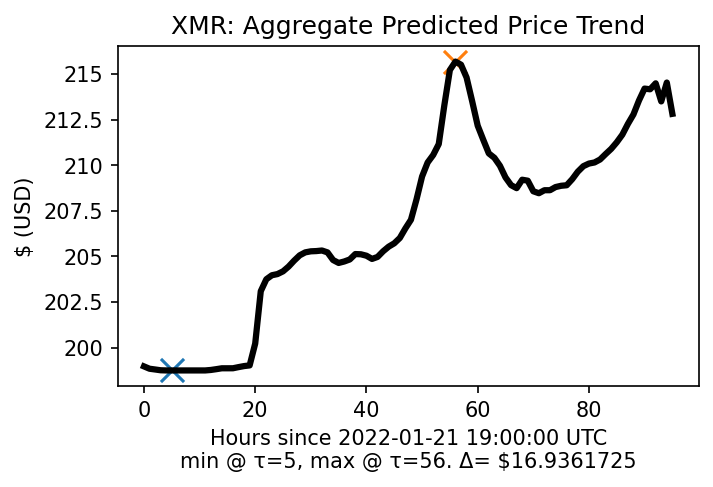 XMR: Aggregate Predicted Price Trend
215
212.5
210
207.5
205
202.5
200
$ (USD)
0 20 40 60 80
Hours since 2022-01-21 19:00:00 UTC
min @ τ=5, max @ τ=56. Δ= $16.9361725